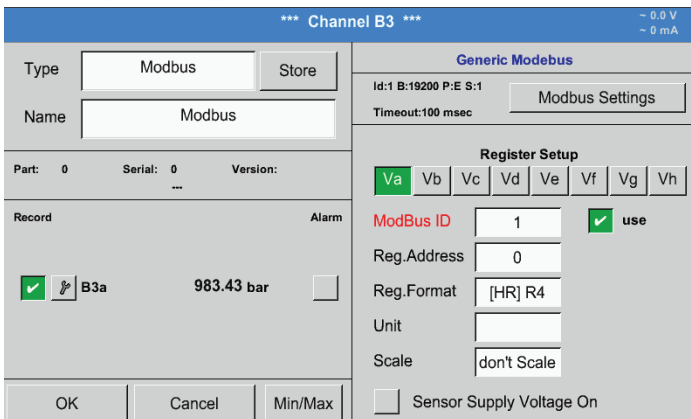 *** Channel B3 ***
~ 0.0 V
~ 0 mA
Type
Modbus
Store
Name
Modbus
Part: 0 Serial: 0 Version:
---
Record
Alarm
B3a
983.43 bar
OK
Cancel
Min/Max
Generic Modebus
Id:1 B:19200 P:E S:1
Timeout:100 msec
Modbus Settings
Register Setup
Va Vb Vc Vd Ve Vf Vg Vh
ModBus ID
1
use
Reg.Address
0
Reg.Format
[HR] R4
Unit
Scale
don't Scale
Sensor Supply Voltage On